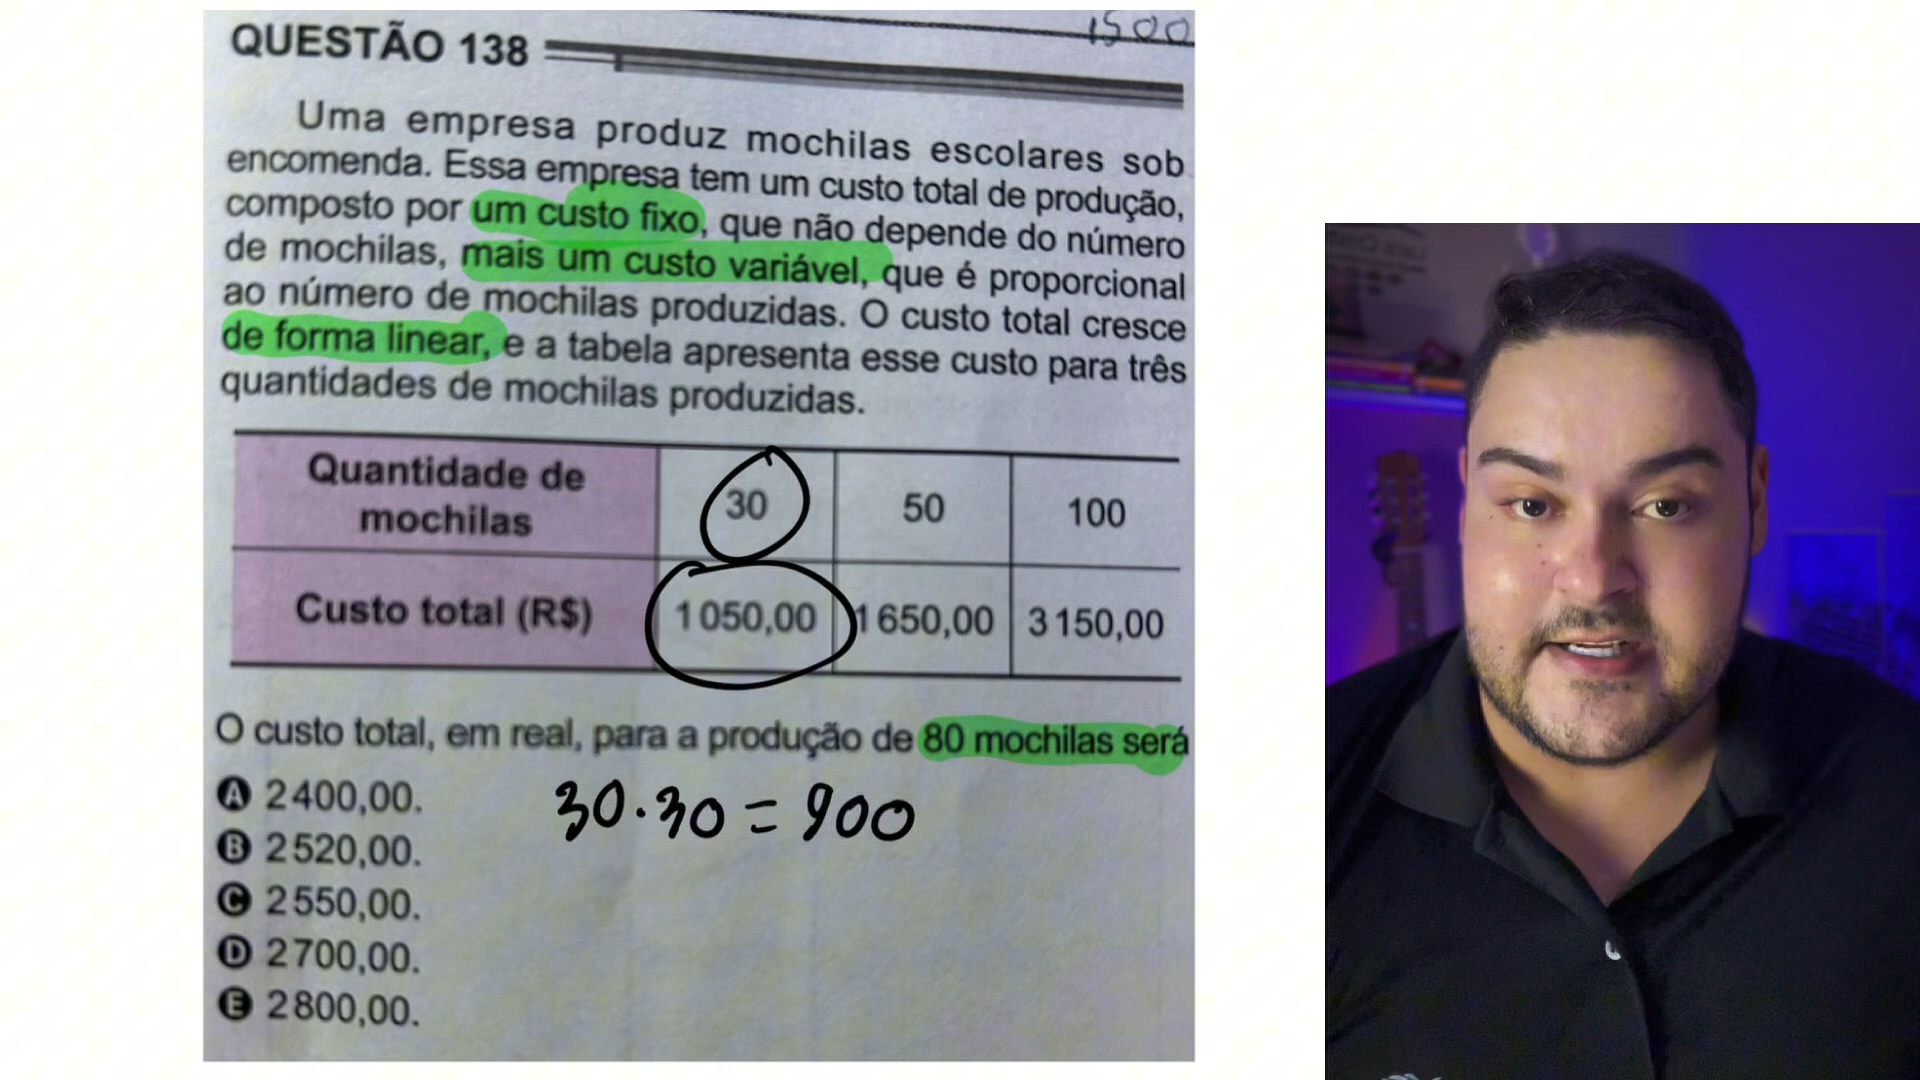 1500
QUESTÃO 138
Uma empresa produz mochilas escolares sob
encomenda. Essa empresa tem um custo total de produção,
composto por um custo fixo, que não depende do número
de mochilas, mais um custo variável, que é proporcional
ao número de mochilas produzidas. O custo total cresce
de forma linear, e a tabela apresenta esse custo para três
quantidades de mochilas produzidas.
Quantidade de mochilas 30 50 100
Custo total (R$) 1 050,00 1 650,00 3 150,00
O custo total, em real, para a produção de 80 mochilas será
A 2 400,00.
30.30 = 900
B 2 520,00.
C 2 550,00.
D 2 700,00.
E 2 800,00.